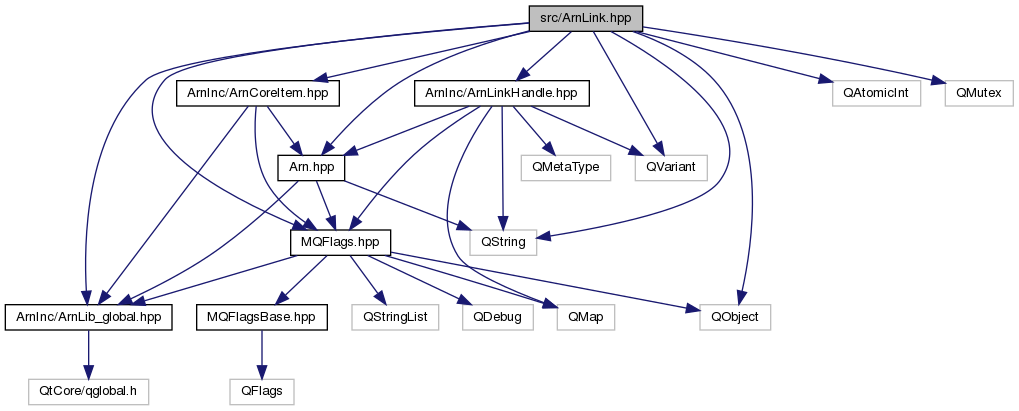 src/ArnLink.hpp
ArnInc/ArnCoreItem.hpp
ArnInc/ArnLinkHandle.hpp
QAtomicInt
QMutex
Arn.hpp
QMetaType
QVariant
MQFlags.hpp
QString
ArnInc/ArnLib_global.hpp
MQFlagsBase.hpp
QStringList
QDebug
QMap
QObject
QtCore/qglobal.h
QFlags